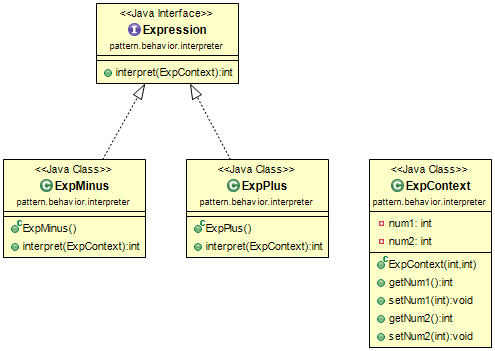 <<Java Interface>>
Expression
pattern.behavior.interpreter
interpret(ExpContext):int
<<Java Class>>
ExpMinus
pattern.behavior.interpreter
ExpMinus()
interpret(ExpContext):int
<<Java Class>>
ExpPlus
pattern.behavior.interpreter
ExpPlus()
interpret(ExpContext):int
<<Java Class>>
ExpContext
pattern.behavior.interpreter
num1: int
num2: int
ExpContext(int,int)
getNum1():int
setNum1(int):void
getNum2():int
setNum2(int):void